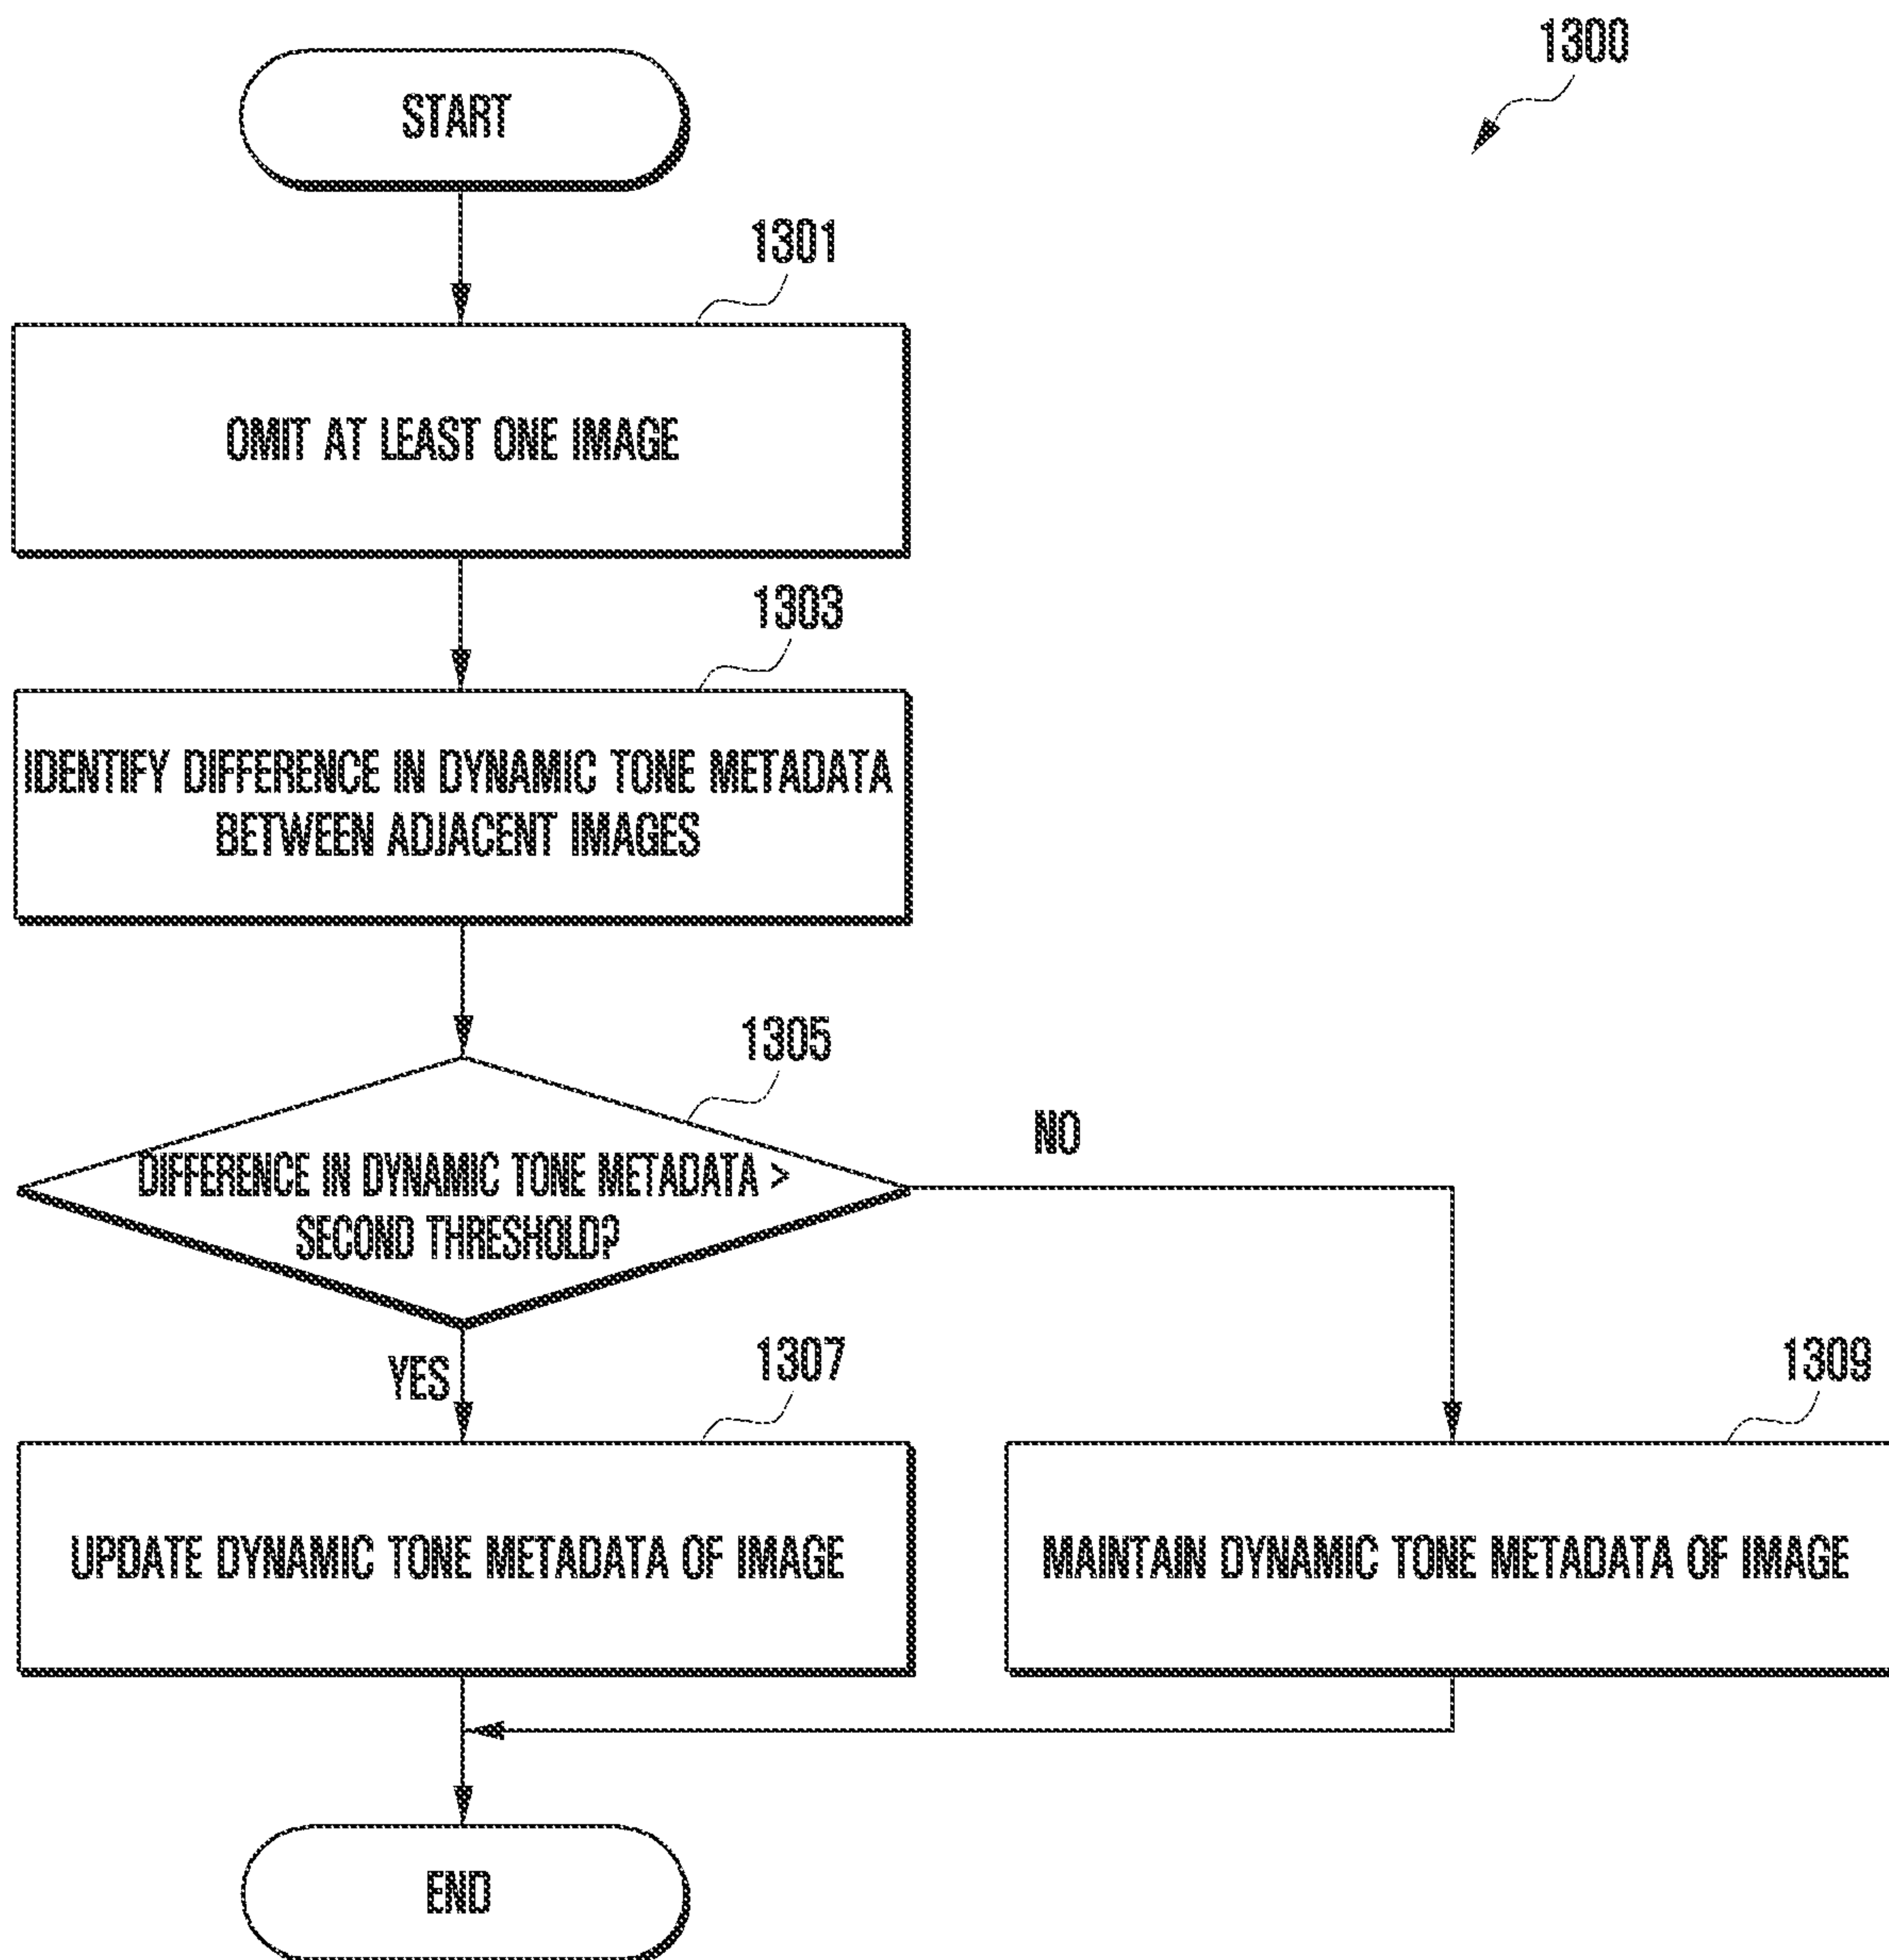 1300
START
1301
OMIT AT LEAST ONE IMAGE
1303
IDENTIFY DIFFERENCE IN DYNAMIC TONE METADATA
BETWEEN ADJACENT IMAGES
1305
DIFFERENCE IN DYNAMIC TONE METADATA >
SECOND THRESHOLD?
NO
YES
1307
UPDATE DYNAMIC TONE METADATA OF IMAGE
1309
MAINTAIN DYNAMIC TONE METADATA OF IMAGE
END